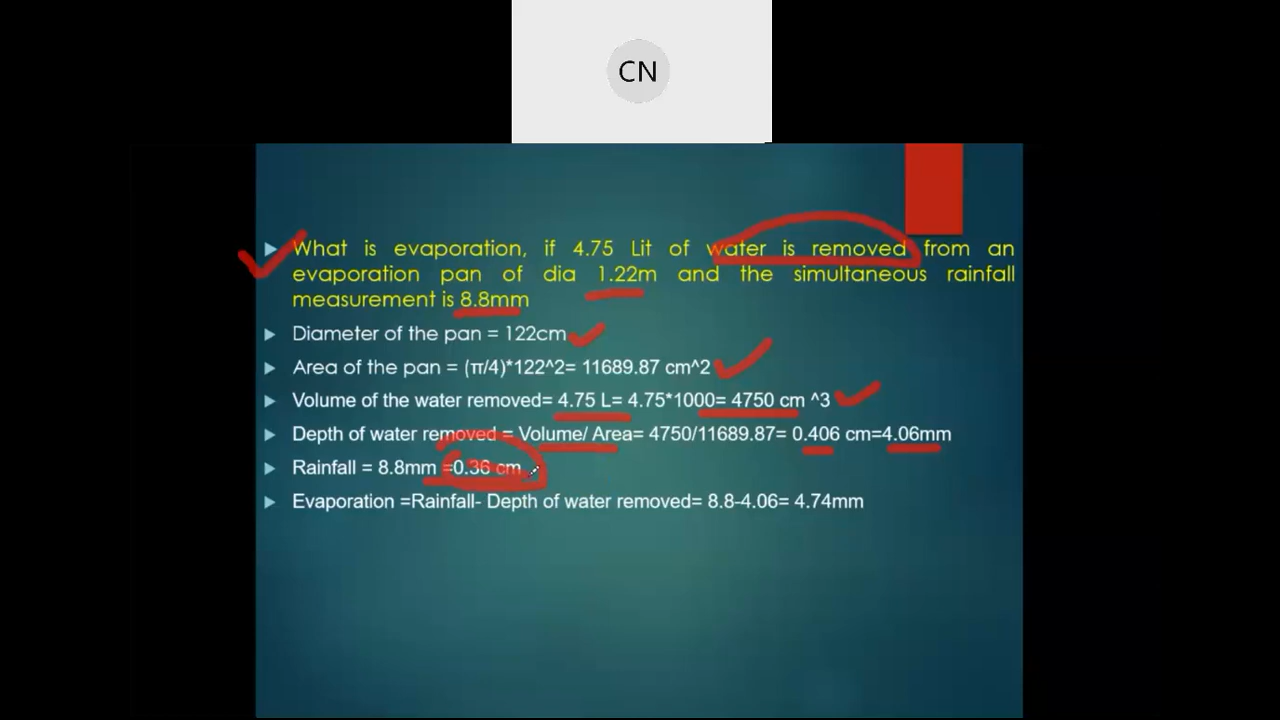 CN
What is evaporation, if 4.75 Lit of water is removed from an
evaporation pan of dia 1.22m and the simultaneous rainfall
measurement is 8.8mm
Diameter of the pan = 122cm
Area of the pan = (π/4)*122^2= 11689.87 cm^2
Volume of the water removed= 4.75 L= 4.75*1000= 4750 cm ^3
Depth of water removed = Volume/ Area= 4750/11689.87= 0.406 cm=4.06mm
Rainfall = 8.8mm =0.36 cm
Evaporation =Rainfall- Depth of water removed= 8.8-4.06= 4.74mm